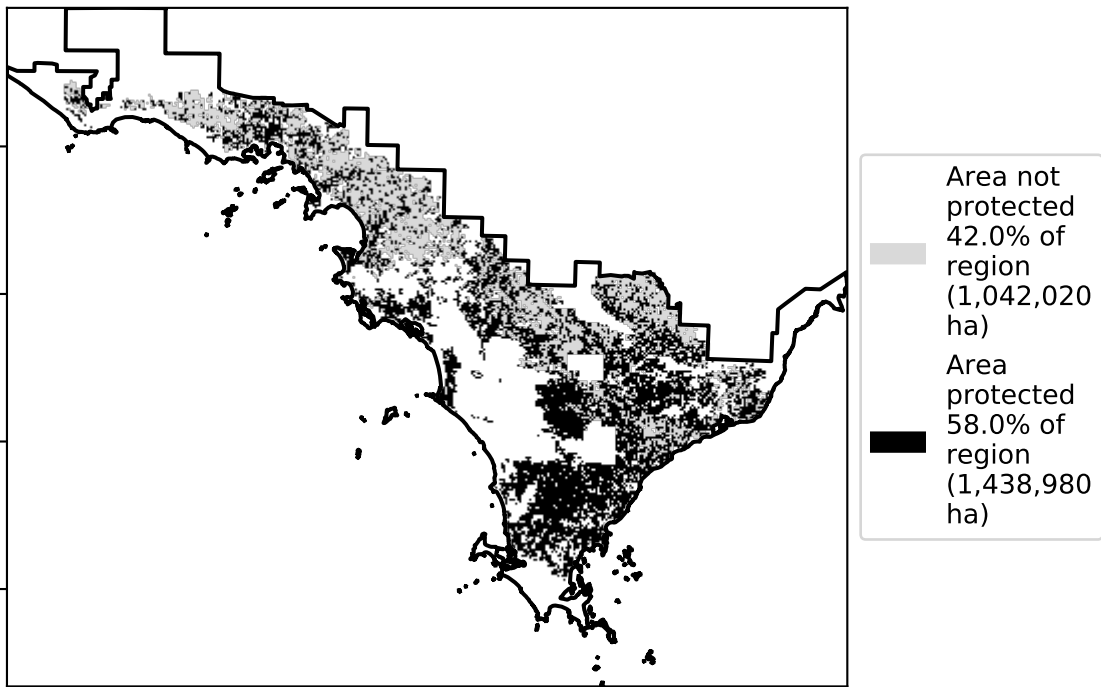 Area not
protected
42.0% of
region
(1,042,020
ha)
Area
protected
58.0% of
region
(1,438,980
ha)